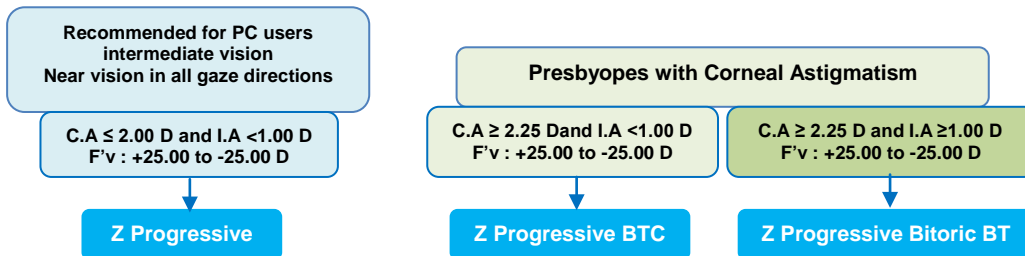 Recommended for PC users
intermediate vision
Near vision in all gaze directions
C.A ≤ 2.00 D and I.A <1.00 D
F'v : +25.00 to -25.00 D
Z Progressive
Presbyopes with Corneal Astigmatism
C.A ≥ 2.25 Dand I.A <1.00 D
F'v : +25.00 to -25.00 D
Z Progressive BTC
C.A ≥ 2.25 D and I.A ≥1.00 D
F'v : +25.00 to -25.00 D
Z Progressive Bitoric BT